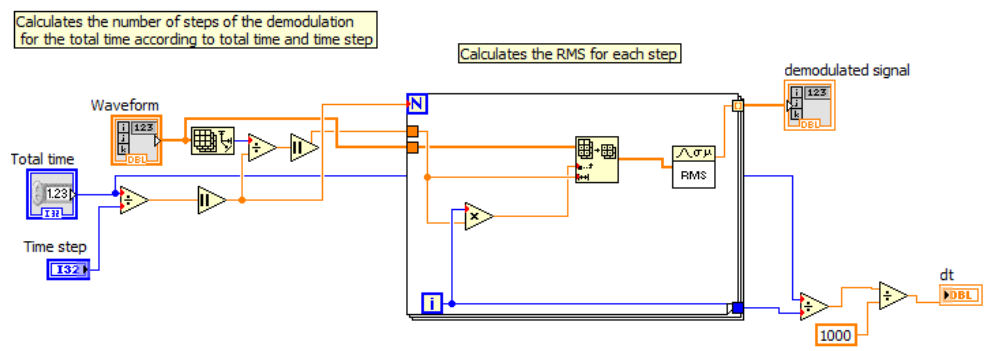 Calculates the number of steps of the demodulation
for the total time according to total time and time step
Calculates the RMS for each step
demodulated signal
i
j
k
123
DBL
Waveform
i
j
k
123
DBL
N
Total time
1.23
I32
÷
||
÷
||
RMS
×
Time step
I32
i
÷
÷
1000
dt
DBL